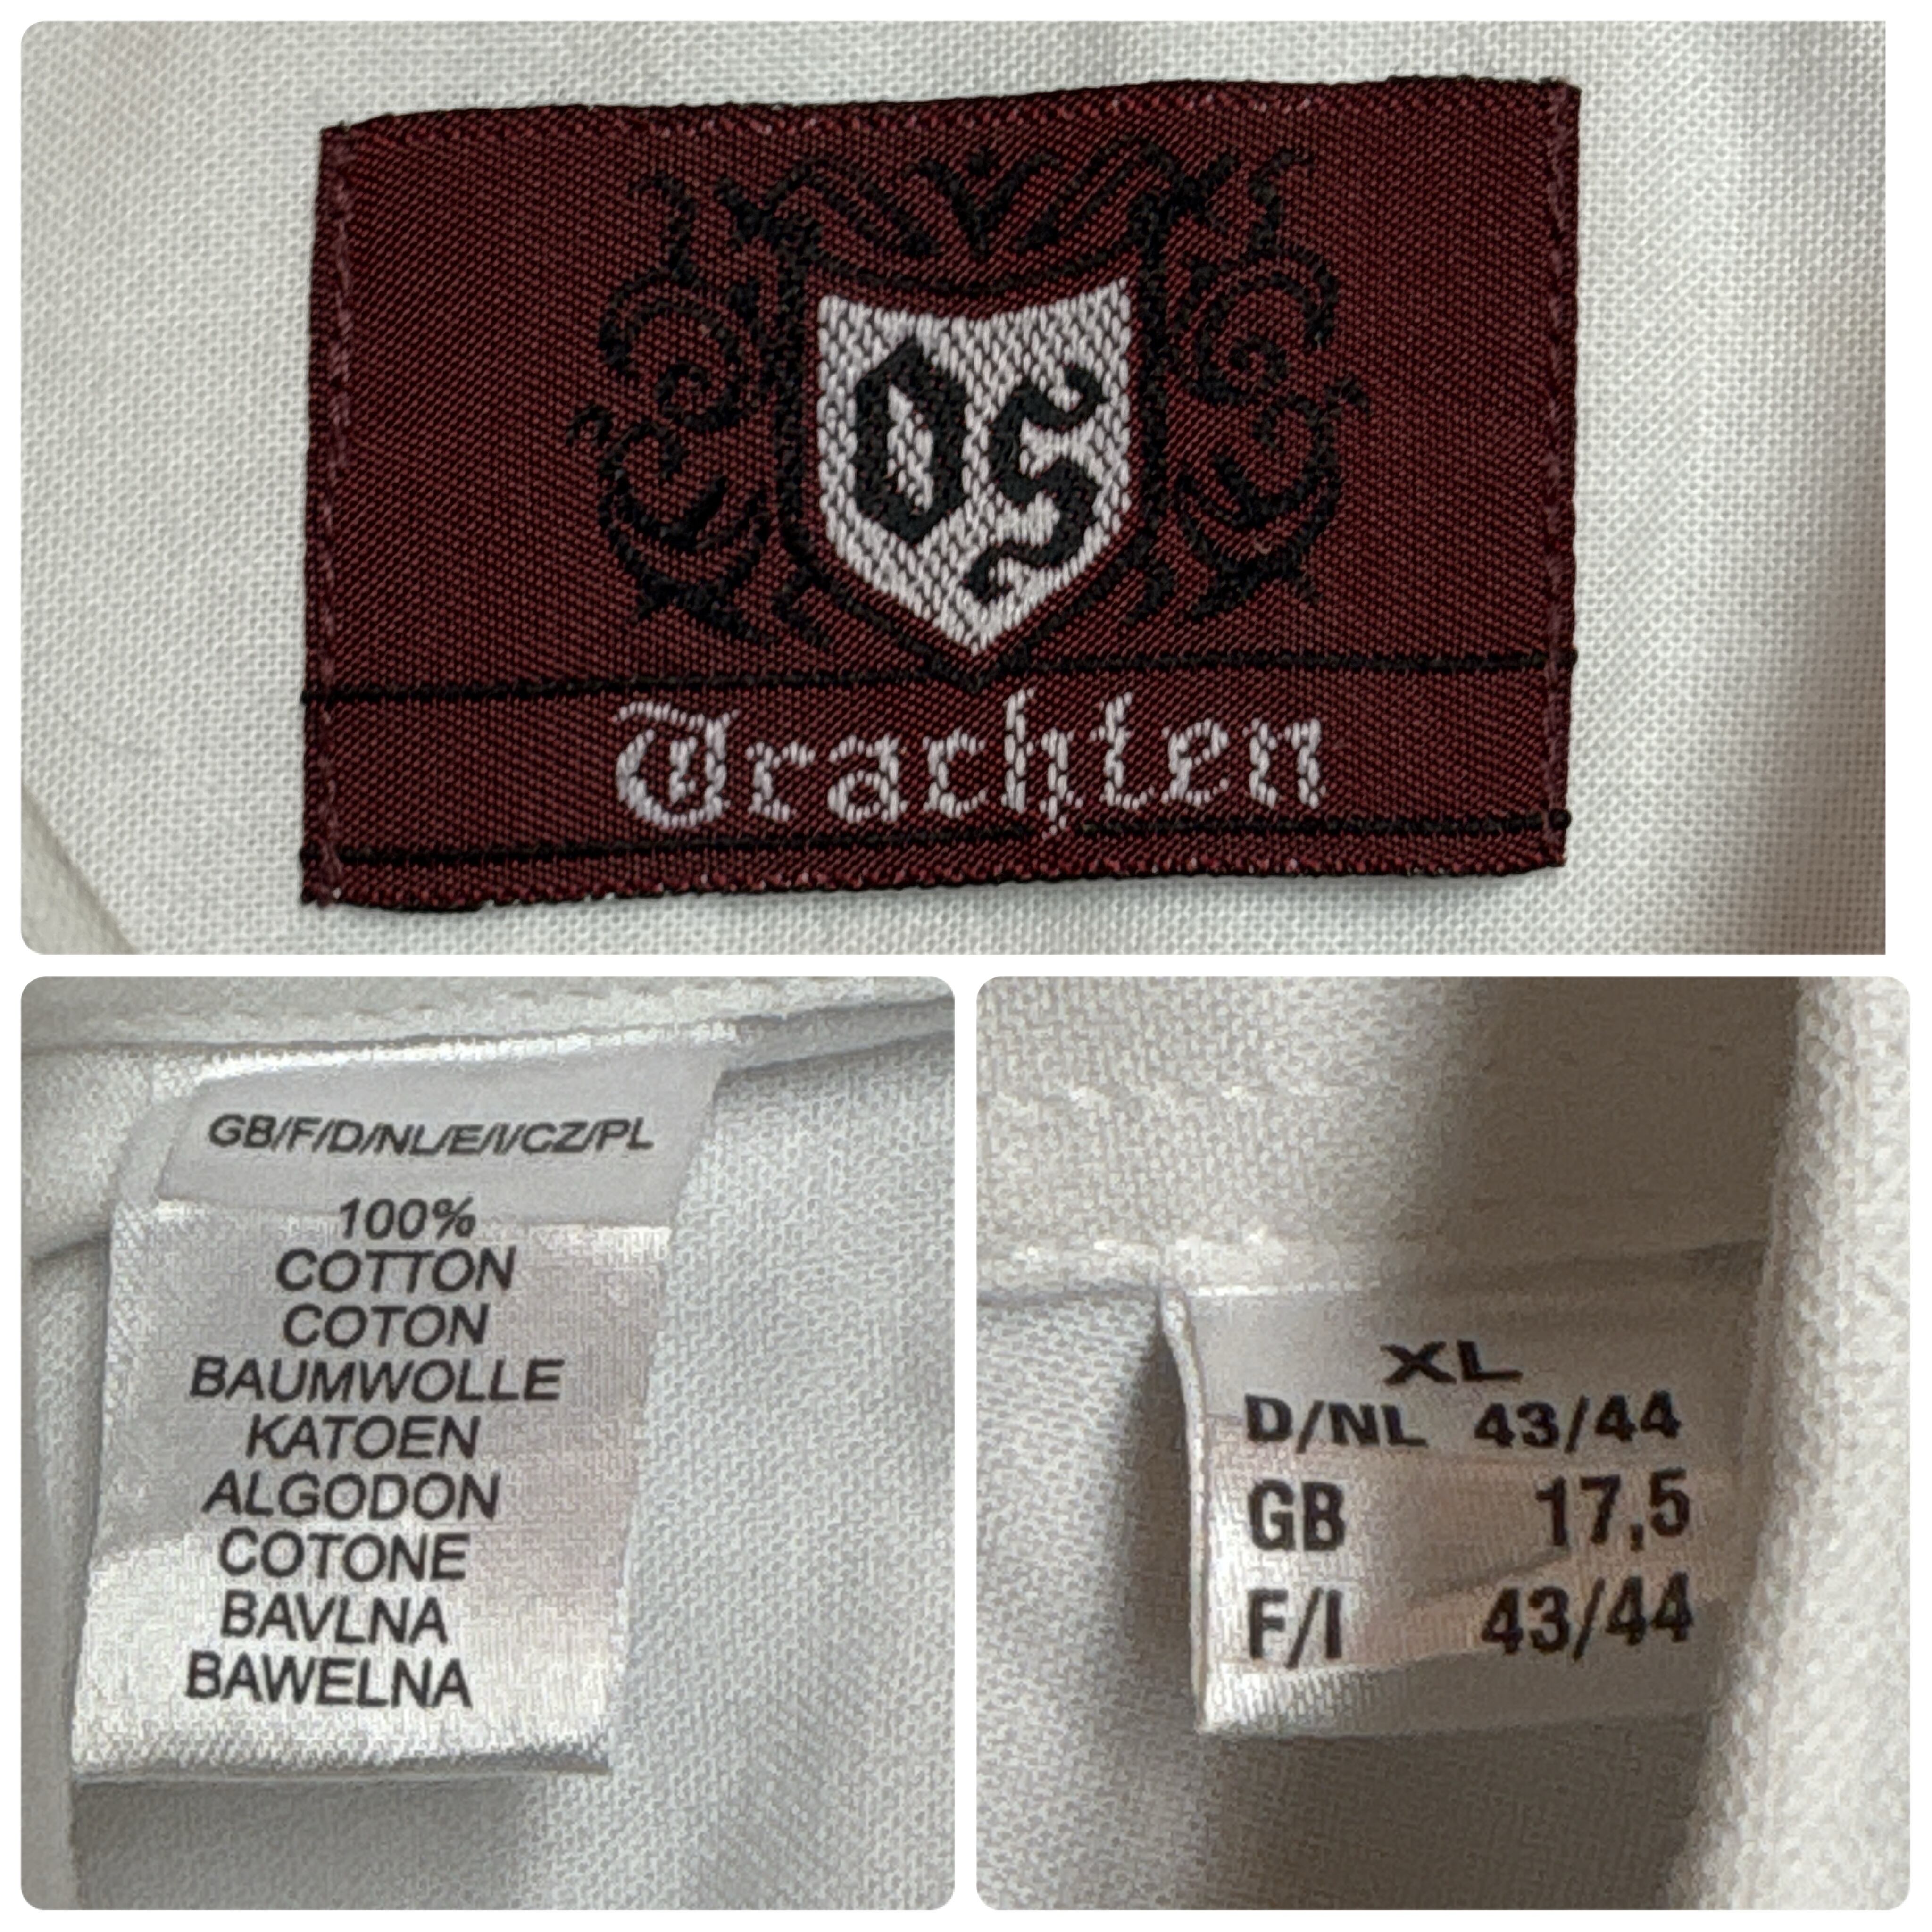 OS
Trachten
GB/F/D/NL/E/I/CZ/PL
100%
COTTON
COTON
BAUMWOLLE
KATOEN
ALGODON
COTONE
BAVLNA
BAWELNA
XL
D/NL 43/44
GB 17,5
F/I 43/44